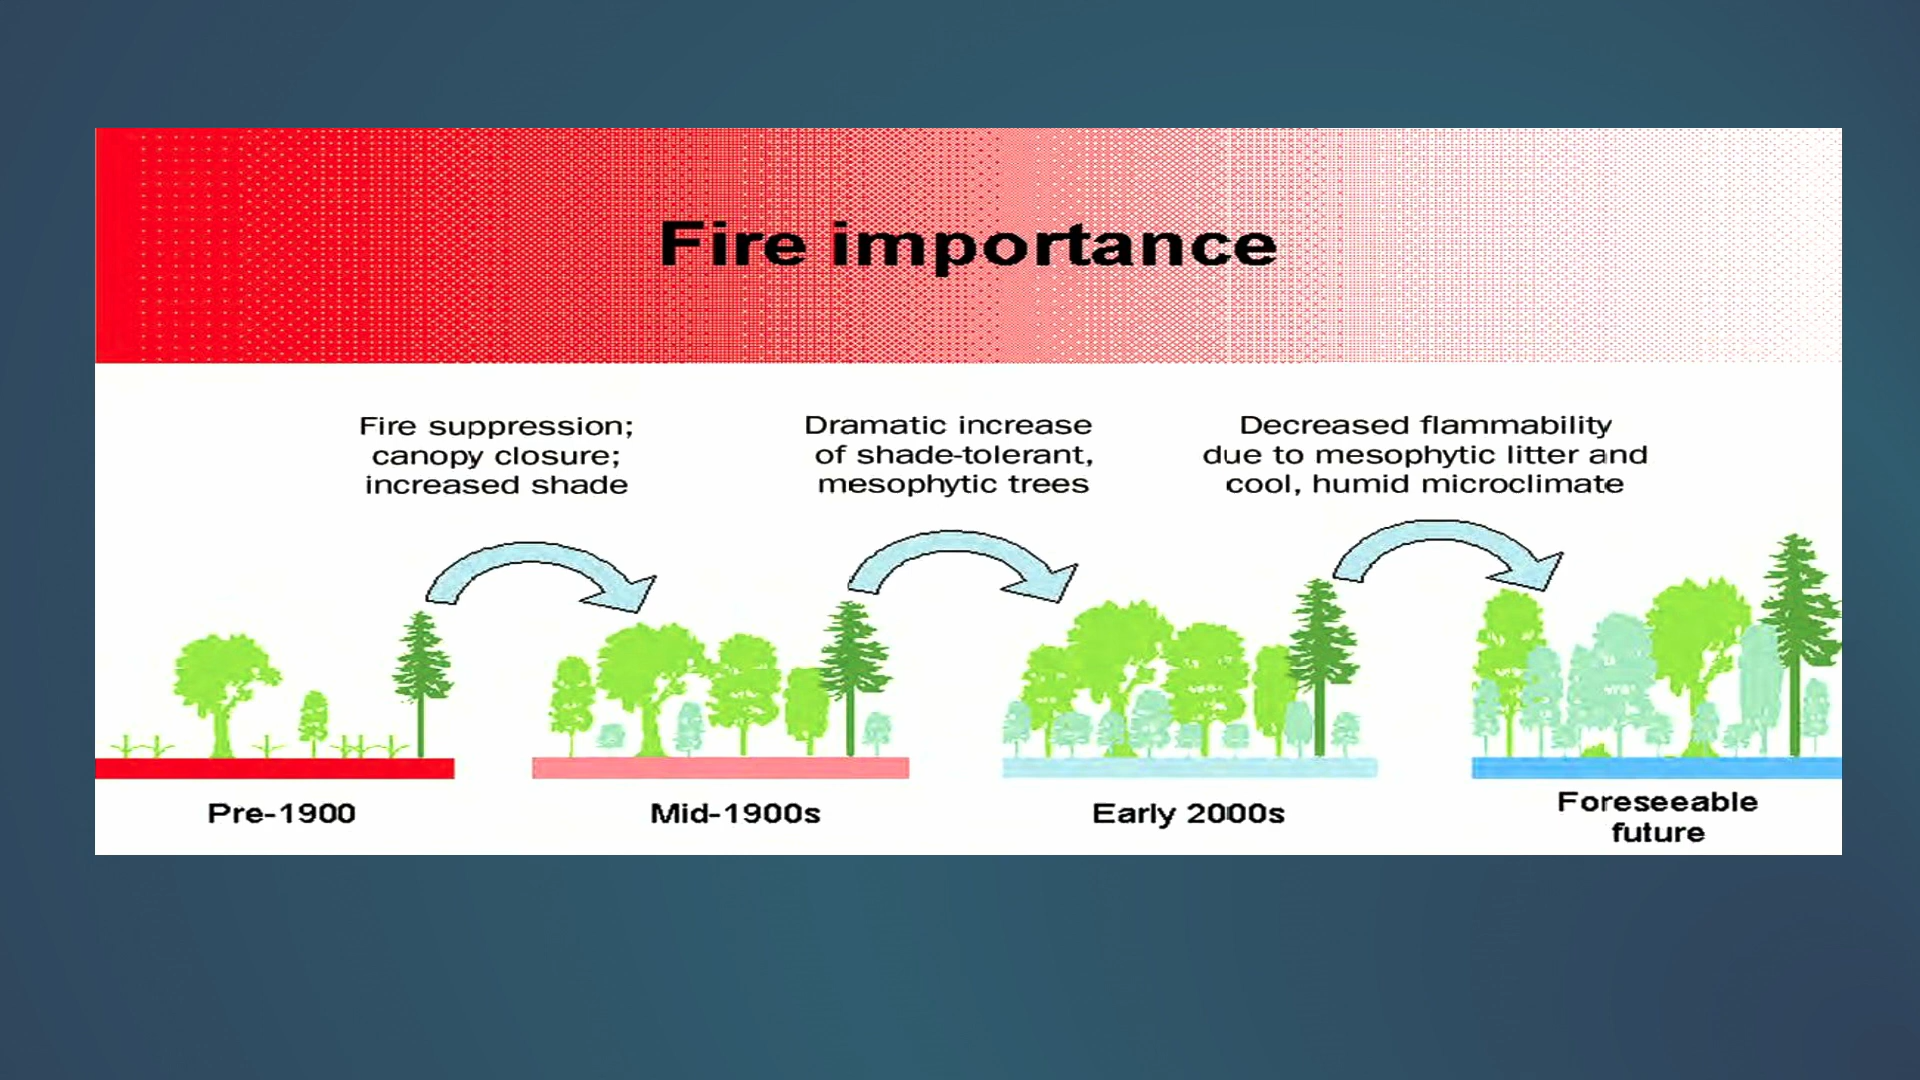 Fire importance
Fire suppression;
canopy closure;
increased shade
Dramatic increase
of shade-tolerant,
mesophytic trees
Decreased flammability
due to mesophytic litter and
cool, humid microclimate
Pre-1900
Mid-1900s
Early 2000s
Foreseeable
future